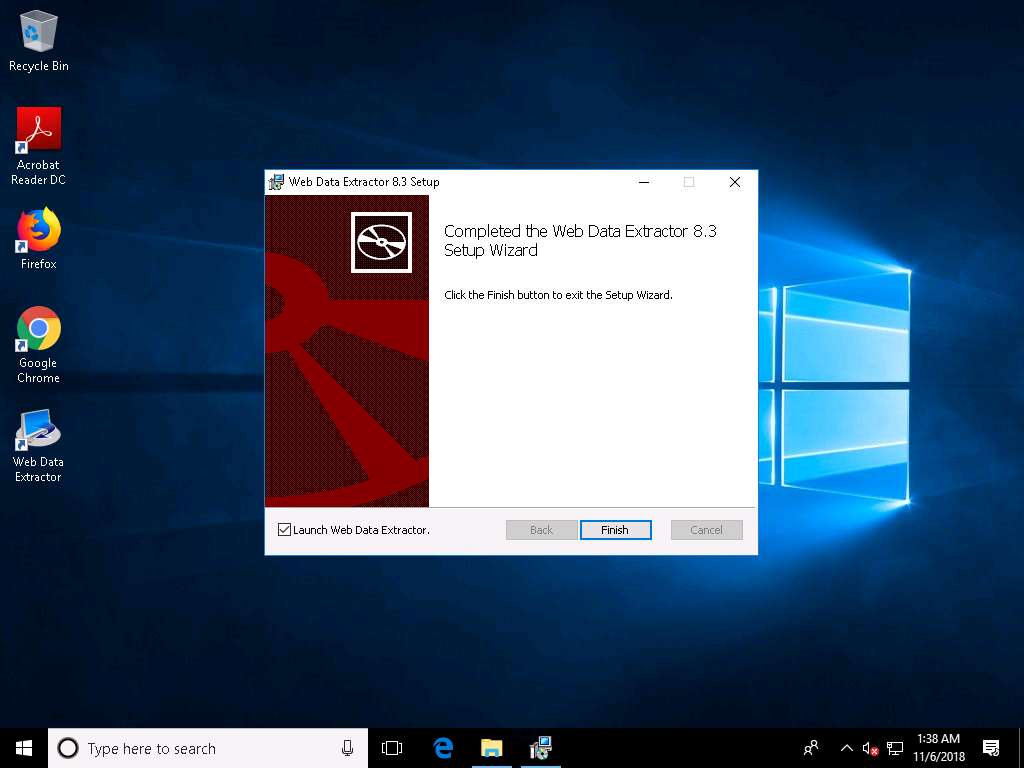 Recycle Bin
Acrobat
Reader DC
Firefox
Google
Chrome
Web Data
Extractor
Web Data Extractor 8.3 Setup
Completed the Web Data Extractor 8.3
Setup Wizard
Click the Finish button to exit the Setup Wizard.
Launch Web Data Extractor.
Back
Finish
Cancel
Type here to search
1:38 AM
11/6/2018